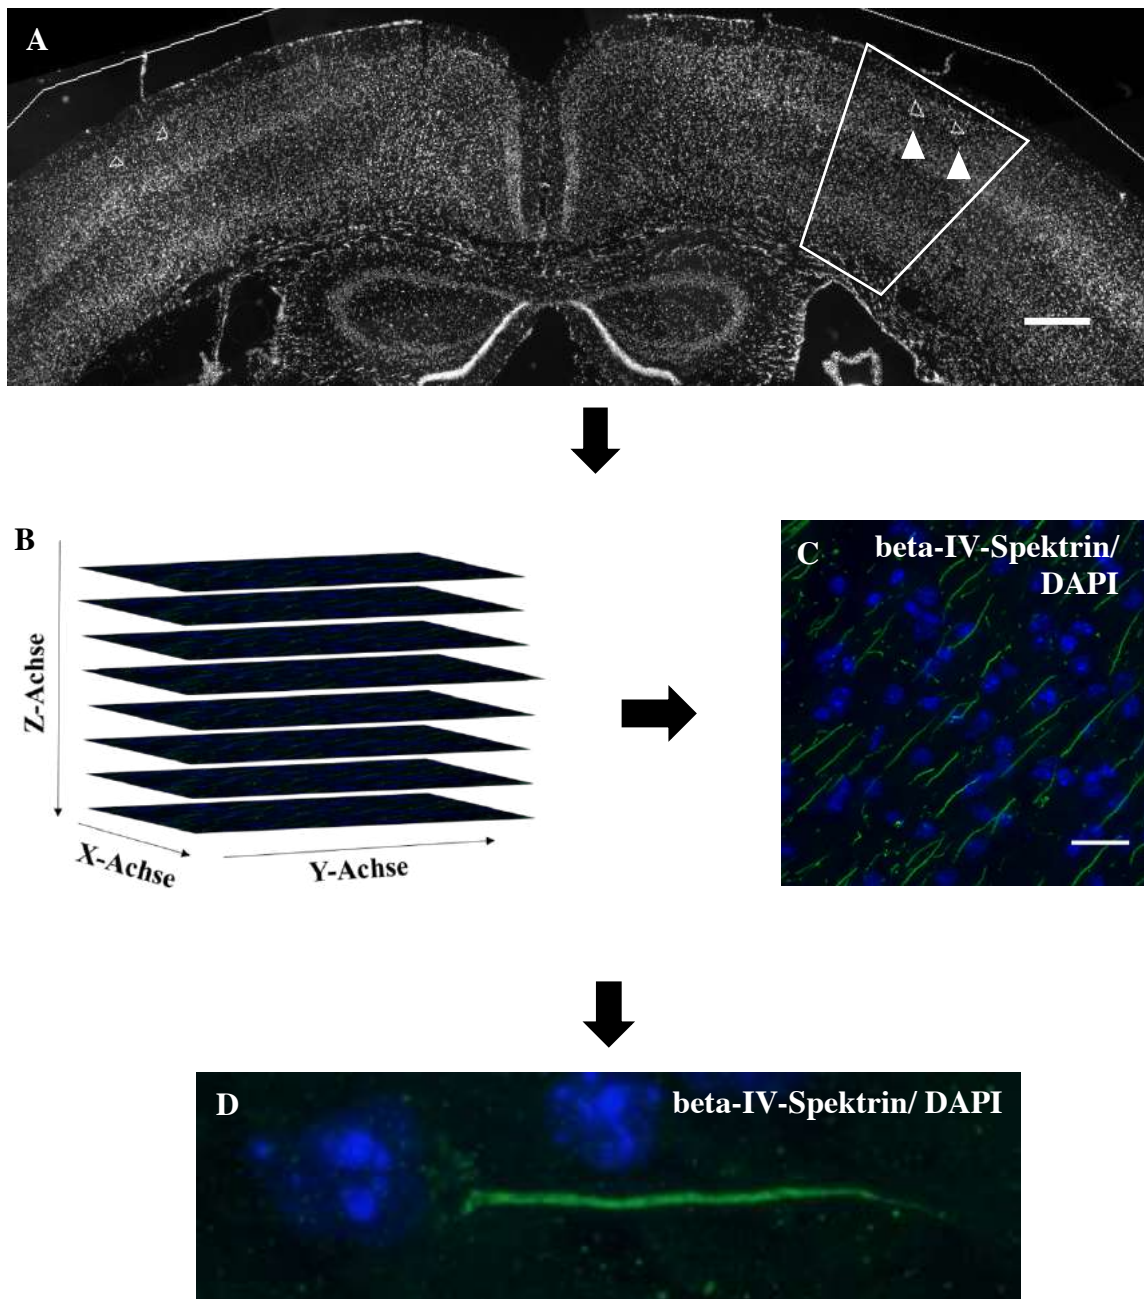 A
B
Z-Achse
X-Achse
Y-Achse
C
beta-IV-Spektrin/
DAPI
D
beta-IV-Spektrin/ DAPI